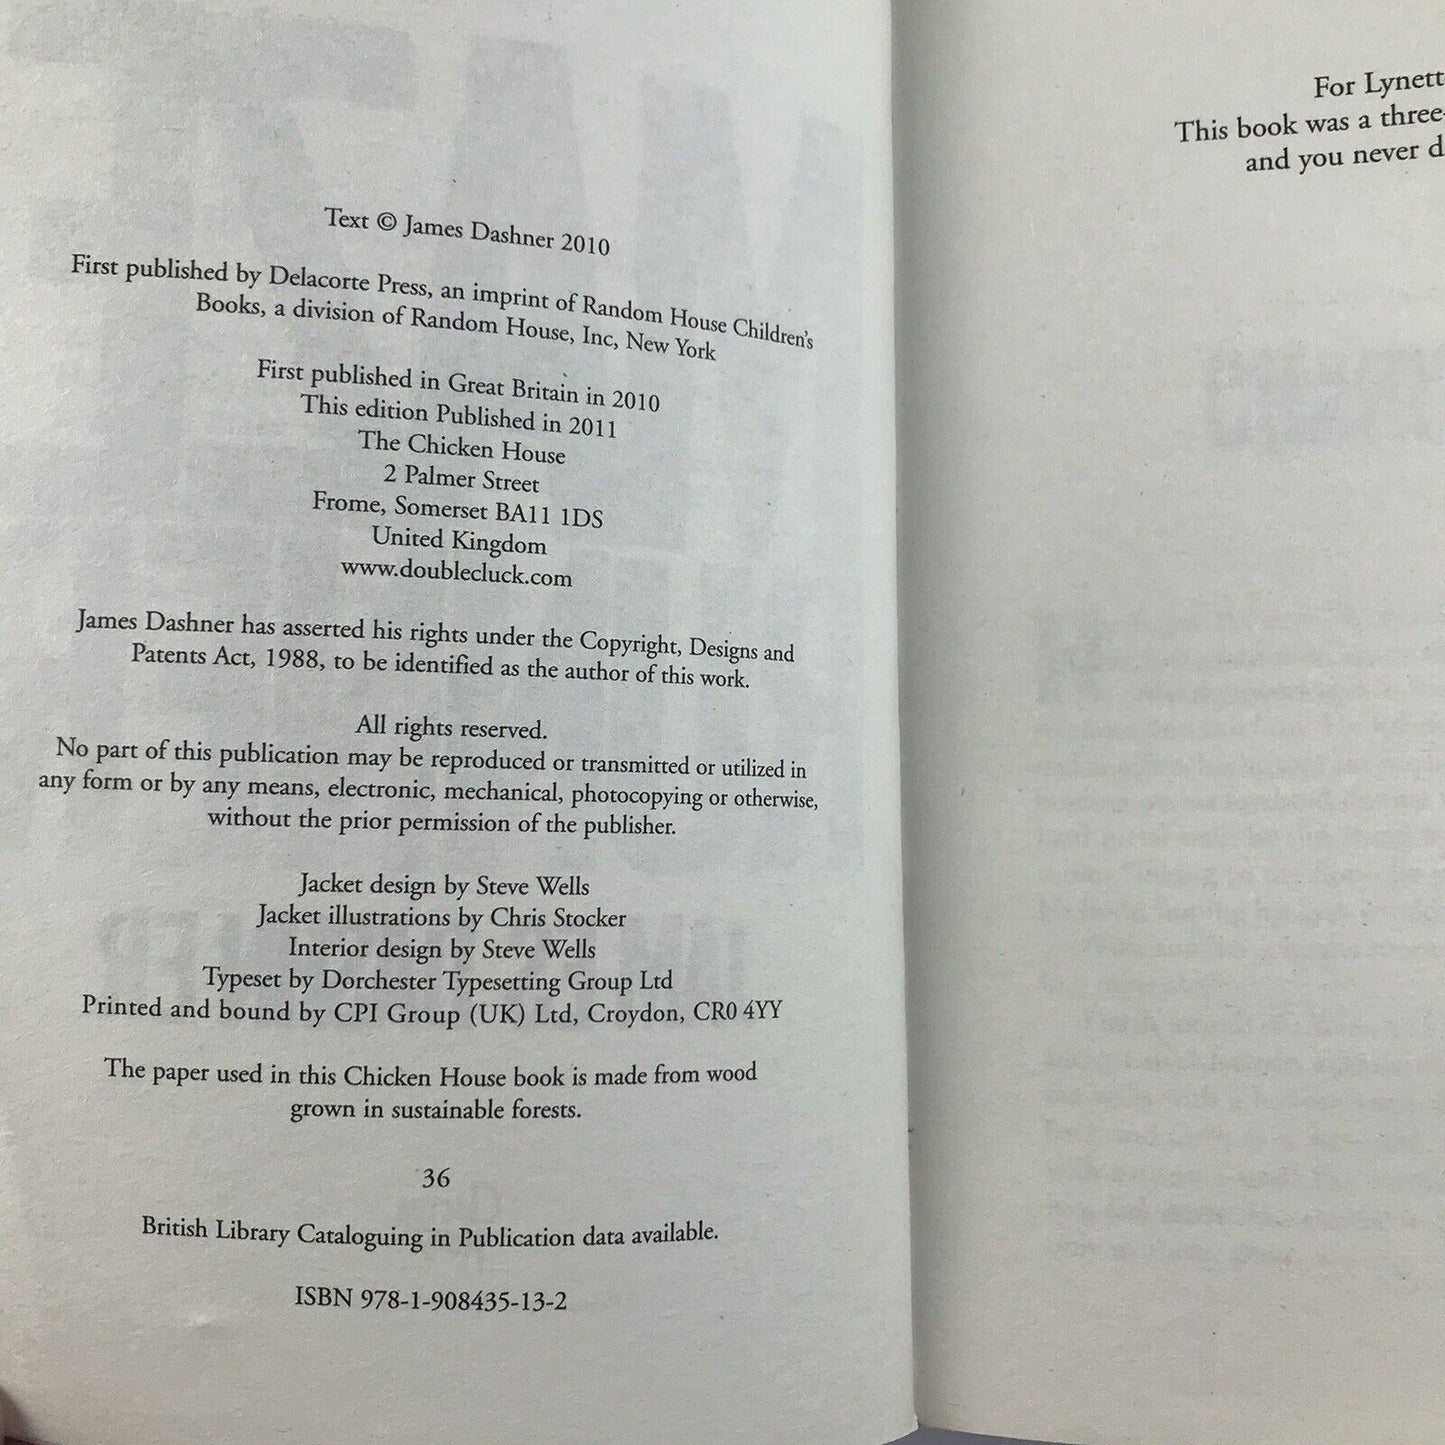 Text © James Dashner 2010
First published by Delacorte Press, an imprint of Random House Children's
Books, a division of Random House, Inc, New York
First published in Great Britain in 2010
This edition Published in 2011
The Chicken House
2 Palmer Street
Frome, Somerset BA11 1DS
United Kingdom
www.doublecluck.com
James Dashner has asserted his rights under the Copyright, Designs and
Patents Act, 1988, to be identified as the author of this work.
All rights reserved.
No part of this publication may be reproduced or transmitted or utilized in
any form or by any means, electronic, mechanical, photocopying or otherwise,
without the prior permission of the publisher.
Jacket design by Steve Wells
Jacket illustrations by Chris Stocker
Interior design by Steve Wells
Typeset by Dorchester Typesetting Group Ltd
Printed and bound by CPI Group (UK) Ltd, Croydon, CR0 4YY
The paper used in this Chicken House book is made from wood
grown in sustainable forests.
36
British Library Cataloguing in Publication data available.
ISBN 978-1-908435-13-2
For Lynett
This book was a three-
and you never d